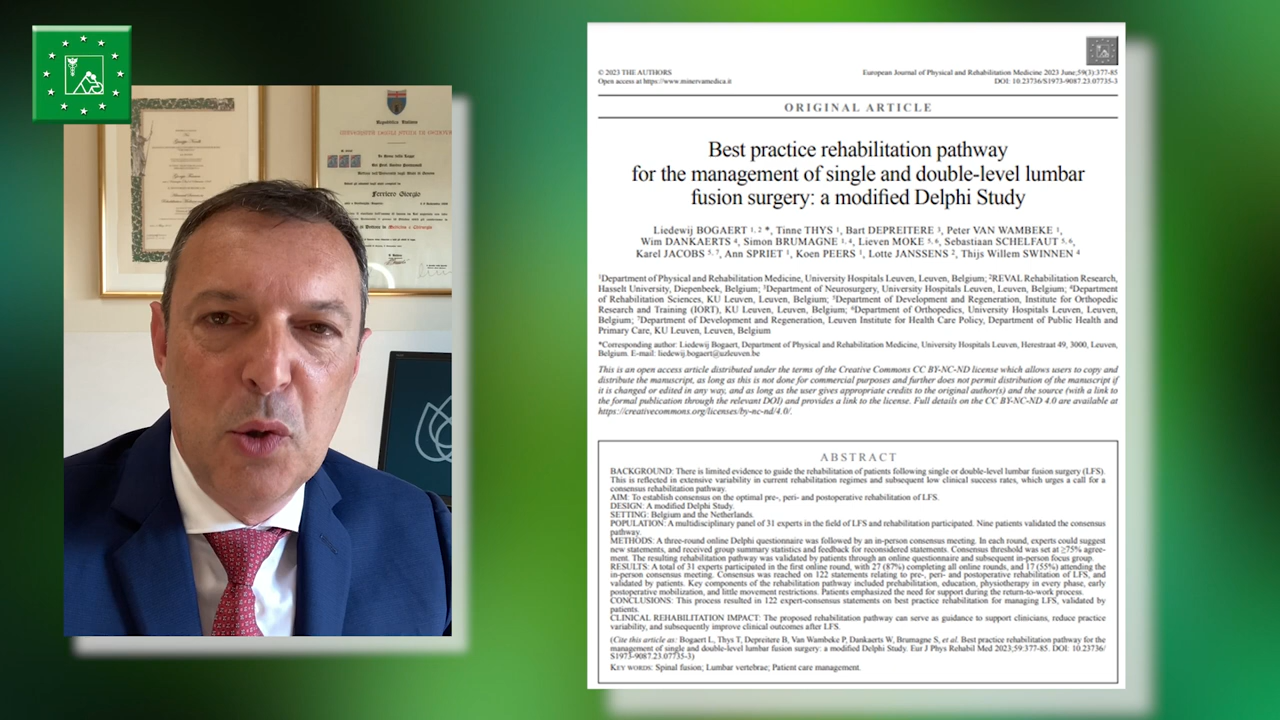 Repubblica Italiana
Ferriero Giorgio
© 2023 THE AUTHORS
Open access at https://www.minervamedica.it
European Journal of Physical and Rehabilitation Medicine 2023 June;59(3):377-85
DOI: 10.23736/S1973-9087.23.07735-3
ORIGINAL ARTICLE
Best practice rehabilitation pathway
for the management of single and double-level lumbar
fusion surgery: a modified Delphi Study
Liedewij BOGAERT 1, 2 *, Tinne THYS 1, Bart DEPREITERE 3, Peter VAN WAMBEKE 1,
Wim DANKAERTS 4, Simon BRUMAGNE 1, 4, Lieven MOKE 5, 6, Sebastiaan SCHELFAUT 5, 6,
Karel JACOBS 5, 7, Ann SPRIET 1, Koen PEERS 1, Lotte JANSSENS 2, Thijs Willem SWINNEN 4
1Department of Physical and Rehabilitation Medicine, University Hospitals Leuven, Leuven, Belgium; 2REVAL Rehabilitation Research,
Hasselt University, Diepenbeek, Belgium; 3Department of Neurosurgery, University Hospitals Leuven, Leuven, Belgium; 4Department
of Rehabilitation Sciences, KU Leuven, Leuven, Belgium; 5Department of Development and Regeneration, Institute for Orthopedic
Research and Training (IORT), KU Leuven, Leuven, Belgium; 6Department of Orthopedics, University Hospitals Leuven, Leuven,
Belgium; 7Department of Development and Regeneration, Leuven Institute for Health Care Policy, Department of Public Health and
Primary Care, KU Leuven, Leuven, Belgium
*Corresponding author: Liedewij Bogaert, Department of Physical and Rehabilitation Medicine, University Hospitals Leuven, Herestraat 49, 3000, Leuven,
Belgium. E-mail: liedewij.bogaert@uzleuven.be
This is an open access article distributed under the terms of the Creative Commons CC BY-NC-ND license which allows users to copy and
distribute the manuscript, as long as this is not done for commercial purposes and further does not permit distribution of the manuscript if
it is changed or edited in any way, and as long as the user gives appropriate credits to the original author(s) and the source (with a link to
the formal publication through the relevant DOI) and provides a link to the license. Full details on the CC BY-NC-ND 4.0 are available at
https://creativecommons.org/licenses/by-nc-nd/4.0/.
ABSTRACT
BACKGROUND: There is limited evidence to guide the rehabilitation of patients following single or double-level lumbar fusion surgery (LFS).
This is reflected in extensive variability in current rehabilitation regimes and subsequent low clinical success rates, which urges a call for a
consensus rehabilitation pathway.
AIM: To establish consensus on the optimal pre-, peri- and postoperative rehabilitation of LFS.
DESIGN: A modified Delphi Study.
SETTING: Belgium and the Netherlands.
POPULATION: A multidisciplinary panel of 31 experts in the field of LFS and rehabilitation participated. Nine patients validated the consensus
pathway.
METHODS: A three-round online Delphi questionnaire was followed by an in-person consensus meeting. In each round, experts could suggest
new statements, and received group summary statistics and feedback for reconsidered statements. Consensus threshold was set at ≥75% agree-
ment. The resulting rehabilitation pathway was validated by patients through an online questionnaire and subsequent in-person focus group.
RESULTS: A total of 31 experts participated in the first online round, with 27 (87%) completing all online rounds, and 17 (55%) attending the
in-person consensus meeting. Consensus was reached on 122 statements relating to pre-, peri- and postoperative rehabilitation of LFS, and
validated by patients. Key components of the rehabilitation pathway included prehabilitation, education, physiotherapy in every phase, early
postoperative mobilization, and little movement restrictions. Patients emphasized the need for support during the return-to-work process.
CONCLUSIONS: This process resulted in 122 expert-consensus statements on best practice rehabilitation for managing LFS, validated by
patients.
CLINICAL REHABILITATION IMPACT: The proposed rehabilitation pathway can serve as guidance to support clinicians, reduce practice
variability, and subsequently improve clinical outcomes after LFS.
(Cite this article as: Bogaert L, Thys T, Depreitere B, Van Wambeke P, Dankaerts W, Brumagne S, et al. Best practice rehabilitation pathway for the
management of single and double-level lumbar fusion surgery: a modified Delphi Study. Eur J Phys Rehabil Med 2023;59:377-85. DOI: 10.23736/
S1973-9087.23.07735-3)
KEY WORDS: Spinal fusion; Lumbar vertebrae; Patient care management.